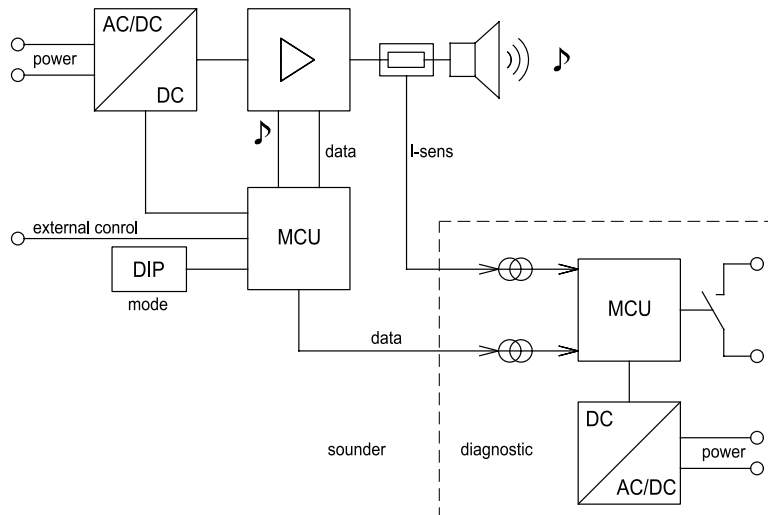 AC/DC
power
DC
data
I-sens
external conrol
MCU
DIP
mode
MCU
data
DC
sounder
diagnostic
power
AC/DC